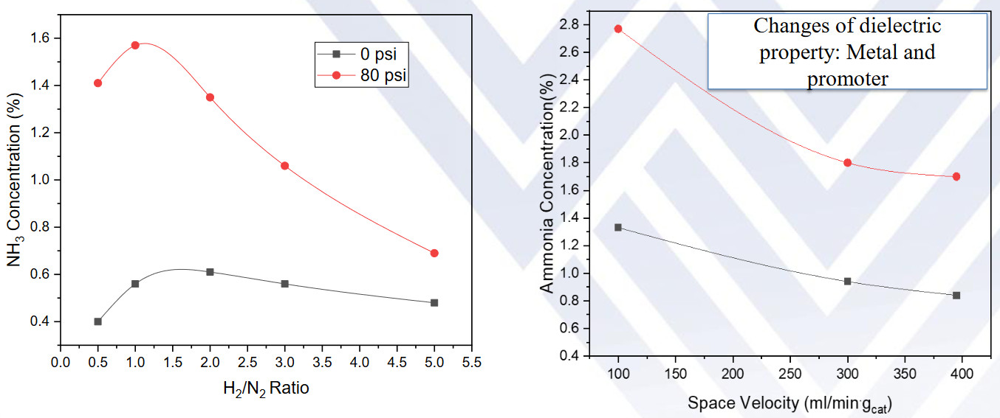 NH3 Concentration (%)
1.6
1.4
1.2
1.0
0.8
0.6
0.4
0 psi
80 psi
0.0 0.5 1.0 1.5 2.0 2.5 3.0 3.5 4.0 4.5 5.0 5.5
H2/N2 Ratio
Changes of dielectric
property: Metal and
promoter
Ammonia Concentration(%)
2.8
2.6
2.4
2.2
2.0
1.8
1.6
1.4
1.2
1.0
0.8
0.6
0.4
100 150 200 250 300 350 400
Space Velocity (ml/min·gcat)